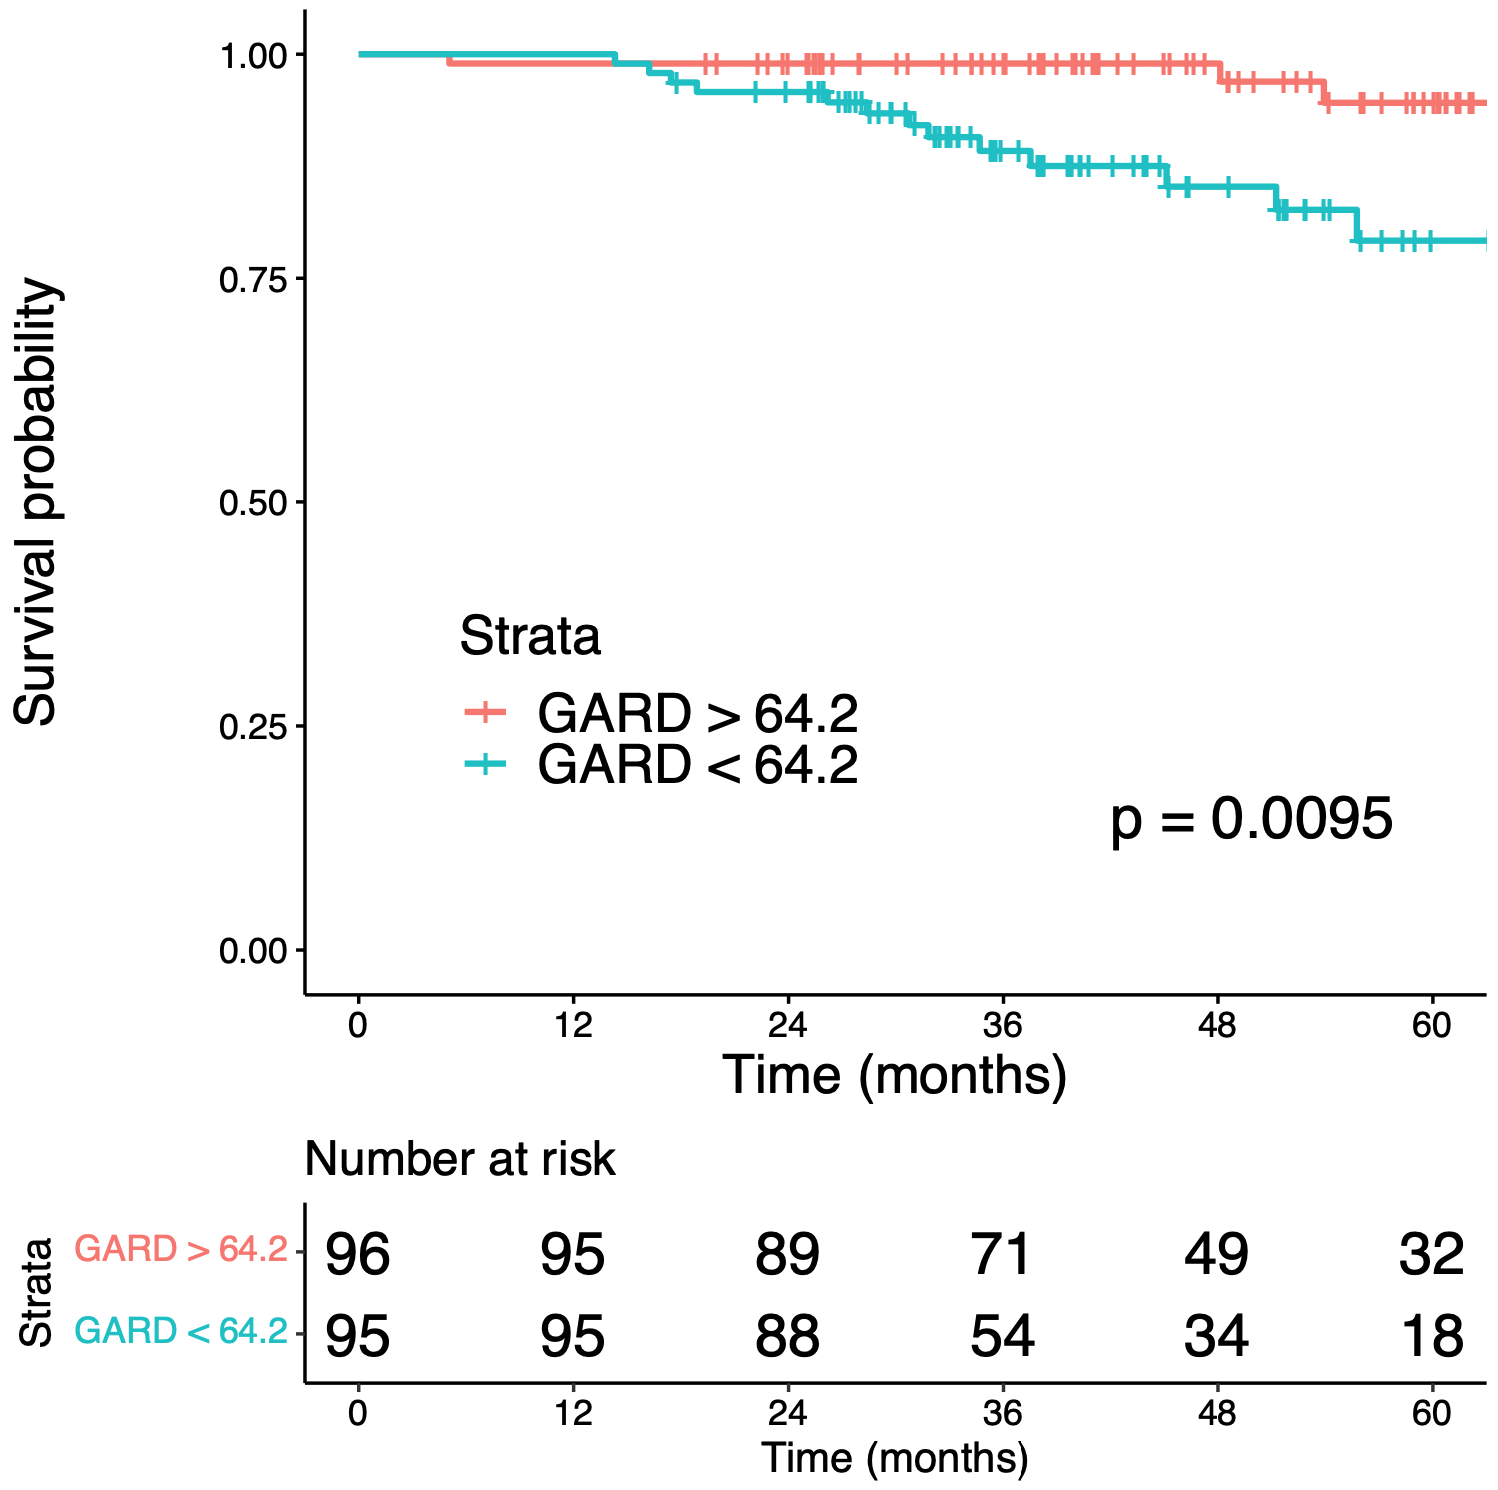 Survival probability
1.00
0.75
0.50
0.25
0.00
Strata
GARD > 64.2
GARD < 64.2
p = 0.0095
0 12 24 36 48 60
Time (months)
Number at risk
Strata
GARD > 64.2 96 95 89 71 49 32
GARD < 64.2 95 95 88 54 34 18
0 12 24 36 48 60
Time (months)